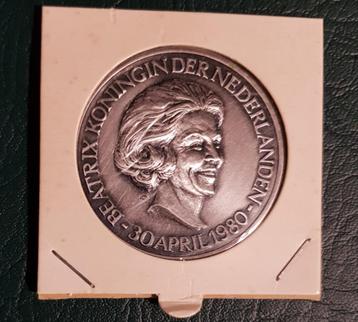 BEATRIX KONINGIN DER NEDERLANDEN
- 30 APRIL 1980 -